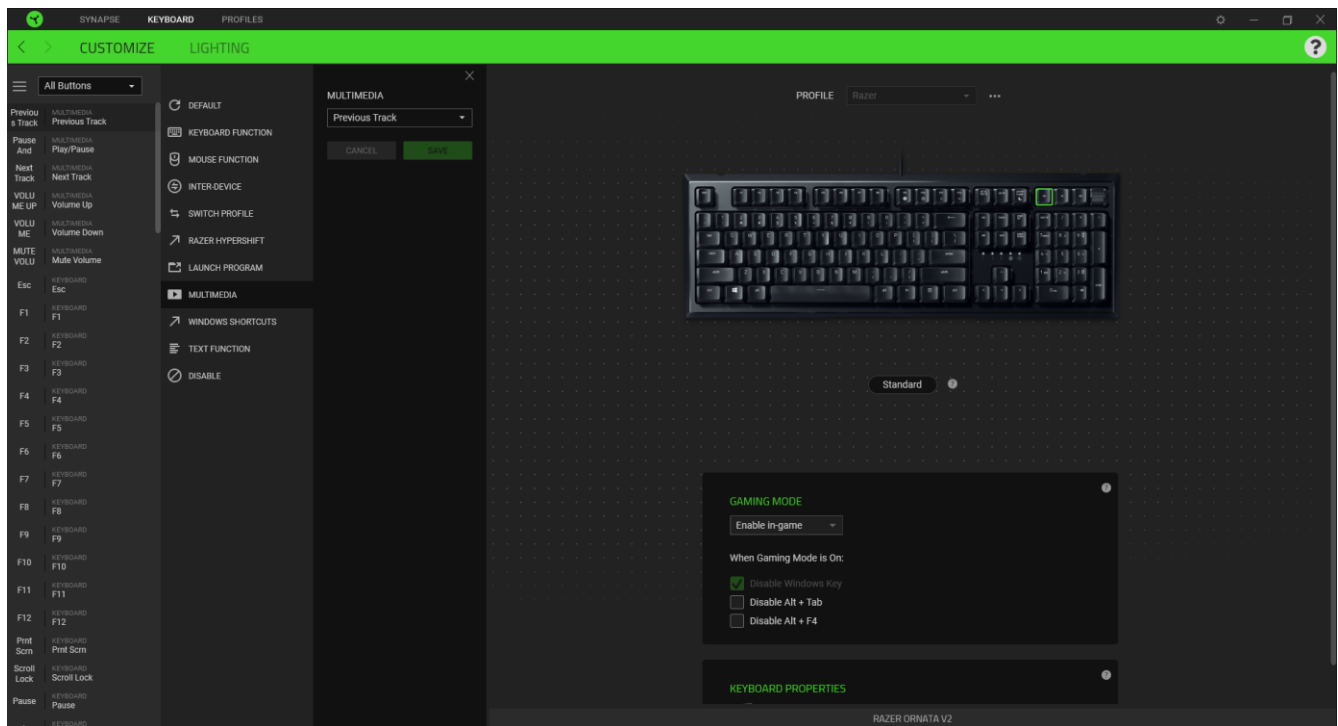 SYNAPSE KEYBOARD PROFILES
CUSTOMIZE LIGHTING
?
All Buttons
Previou
s Track
MULTIMEDIA
Previous Track
Pause
And
MULTIMEDIA
Play/Pause
Next
Track
MULTIMEDIA
Next Track
VOLU
ME UP
MULTIMEDIA
Volume Up
VOLU
ME
MULTIMEDIA
Volume Down
MUTE
VOLU
MULTIMEDIA
Mute Volume
Esc
KEYBOARD
Esc
F1
KEYBOARD
F1
F2
KEYBOARD
F2
F3
KEYBOARD
F3
F4
KEYBOARD
F4
F5
KEYBOARD
F5
F6
KEYBOARD
F6
F7
KEYBOARD
F7
F8
KEYBOARD
F8
F9
KEYBOARD
F9
F10
KEYBOARD
F10
F11
KEYBOARD
F11
F12
KEYBOARD
F12
Prnt
Scrn
KEYBOARD
Prnt Scrn
Scroll
Lock
KEYBOARD
Scroll Lock
Pause
KEYBOARD
Pause
KEYBOARD
DEFAULT
KEYBOARD FUNCTION
MOUSE FUNCTION
INTER-DEVICE
SWITCH PROFILE
RAZER HYPERSHIFT
LAUNCH PROGRAM
MULTIMEDIA
WINDOWS SHORTCUTS
TEXT FUNCTION
DISABLE
MULTIMEDIA
Previous Track
CANCEL SAVE
PROFILE Razer
Standard ?
GAMING MODE ?
Enable in-game
When Gaming Mode is On:
Disable Windows Key
Disable Alt + Tab
Disable Alt + F4
KEYBOARD PROPERTIES ?
RAZER ORNATA V2